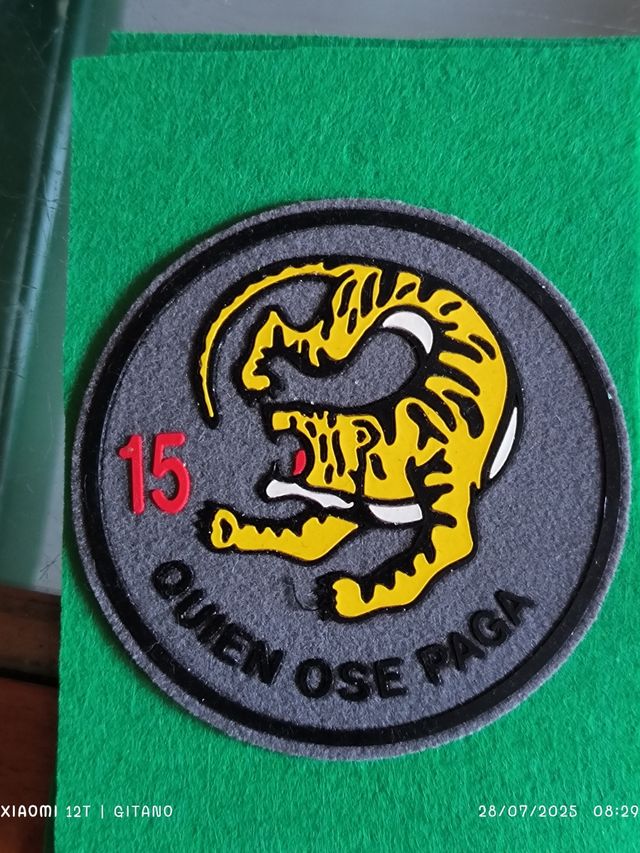 15
QUIEN OSE PAGA
XIAOMI 12T | GITANO
28/07/2025 08:29